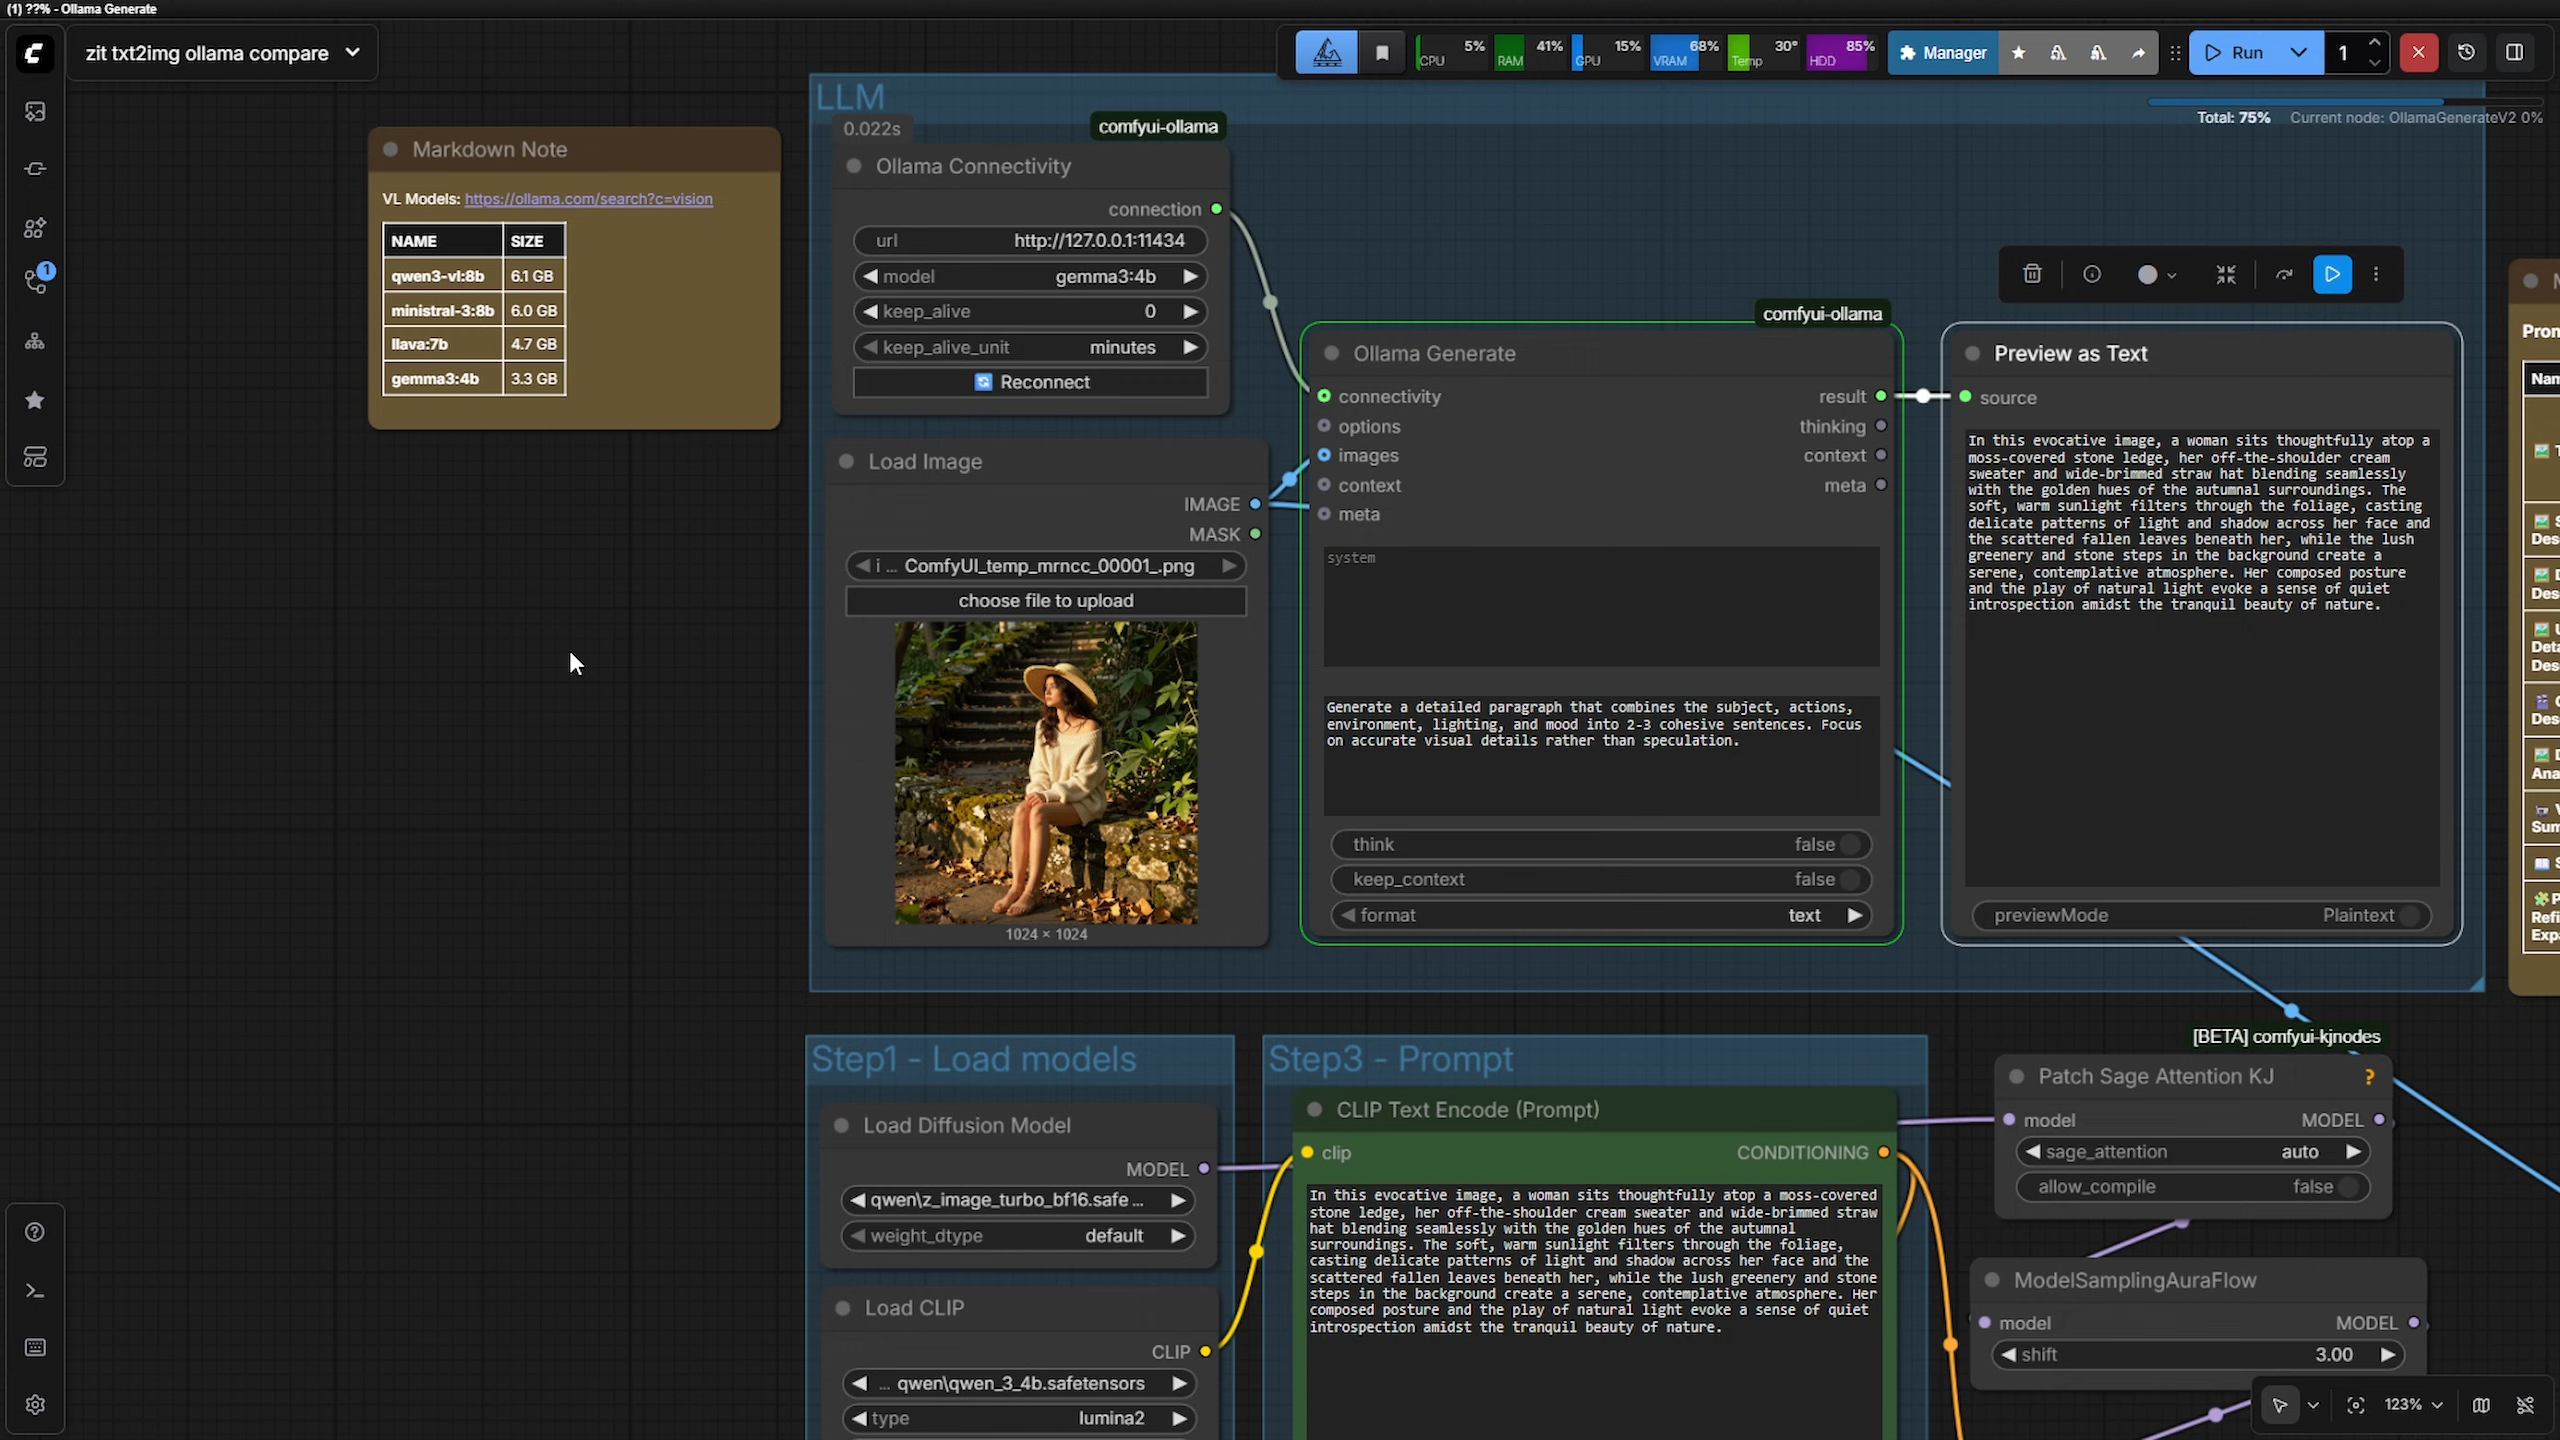 (1) ??% - Ollama Generate
zit txt2img ollama compare
5%
CPU
41%
RAM
15%
GPU
68%
VRAM
30°
Temp
85%
HDD
Manager
Run
1
Total: 75% Current node: OllamaGenerateV2 0%
1
Markdown Note
VL Models: https://ollama.com/search?c=vision
NAME SIZE
qwen3-vl:8b 6.1 GB
ministral-3:8b 6.0 GB
llava:7b 4.7 GB
gemma3:4b 3.3 GB
LLM
0.022s
comfyui-ollama
Ollama Connectivity
connection
url http://127.0.0.1:11434
model gemma3:4b
keep_alive 0
keep_alive_unit minutes
Reconnect
Load Image
IMAGE
MASK
i ... ComfyUI_temp_mrncc_00001_.png
choose file to upload
1024 × 1024
comfyui-ollama
Ollama Generate
connectivity result
options thinking
images context
context meta
meta
system
Generate a detailed paragraph that combines the subject, actions,
environment, lighting, and mood into 2-3 cohesive sentences. Focus
on accurate visual details rather than speculation.
think false
keep_context false
format text
Preview as Text
source
In this evocative image, a woman sits thoughtfully atop a
moss-covered stone ledge, her off-the-shoulder cream
sweater and wide-brimmed straw hat blending seamlessly
with the golden hues of the autumnal surroundings. The
soft, warm sunlight filters through the foliage, casting
delicate patterns of light and shadow across her face and
the scattered fallen leaves beneath her, while the lush
greenery and stone steps in the background create a
serene, contemplative atmosphere. Her composed posture
and the play of natural light evoke a sense of quiet
introspection amidst the tranquil beauty of nature.
previewMode Plaintext
Step1 - Load models
Load Diffusion Model
MODEL
qwen\z_image_turbo_bf16.safe ...
weight_dtype default
Load CLIP
CLIP
... qwen\qwen_3_4b.safetensors
type lumina2
Step3 - Prompt
CLIP Text Encode (Prompt)
clip CONDITIONING
In this evocative image, a woman sits thoughtfully atop a moss-covered
stone ledge, her off-the-shoulder cream sweater and wide-brimmed straw
hat blending seamlessly with the golden hues of the autumnal
surroundings. The soft, warm sunlight filters through the foliage,
casting delicate patterns of light and shadow across her face and the
scattered fallen leaves beneath her, while the lush greenery and stone
steps in the background create a serene, contemplative atmosphere. Her
composed posture and the play of natural light evoke a sense of quiet
introspection amidst the tranquil beauty of nature.
[BETA] comfyui-kjnodes
Patch Sage Attention KJ ?
model MODEL
sage_attention auto
allow_compile false
ModelSamplingAuraFlow
model MODEL
shift 3.00
123%